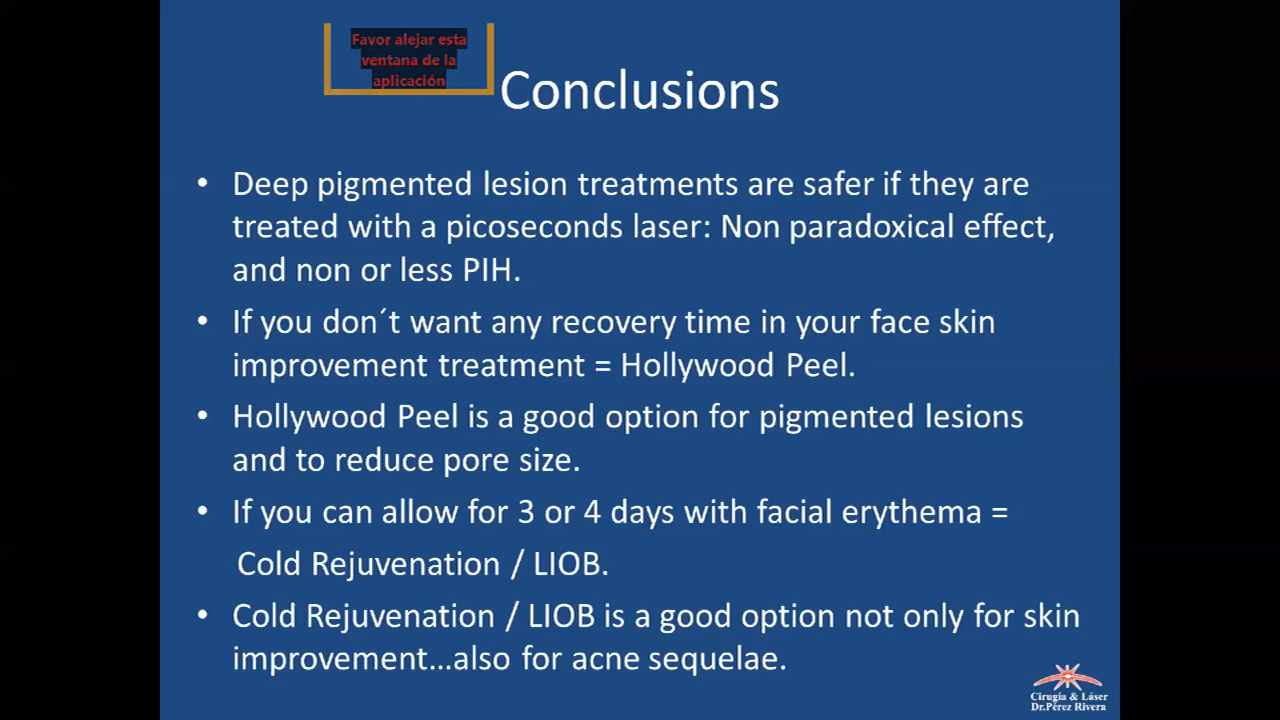 Favor alejar esta
ventana de la
aplicación
Conclusions
• Deep pigmented lesion treatments are safer if they are
treated with a picoseconds laser: Non paradoxical effect,
and non or less PIH.
• If you don´t want any recovery time in your face skin
improvement treatment = Hollywood Peel.
• Hollywood Peel is a good option for pigmented lesions
and to reduce pore size.
• If you can allow for 3 or 4 days with facial erythema =
Cold Rejuvenation / LIOB.
• Cold Rejuvenation / LIOB is a good option not only for skin
improvement…also for acne sequelae.
Cirugía & Láser
Dr.Pérez Rivera